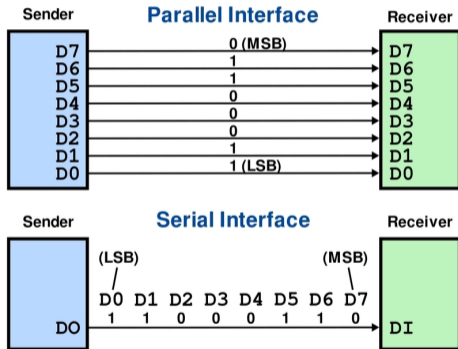 Sender Parallel Interface Receiver
D7 0 (MSB) D7
D6 1 D6
D5 1 D5
D4 0 D4
D3 0 D3
D2 0 D2
D1 1 D1
D0 1 (LSB) D0
Sender Serial Interface Receiver
(LSB) (MSB)
D0 D1 D2 D3 D4 D5 D6 D7
DO 1 1 0 0 0 1 1 0 DI